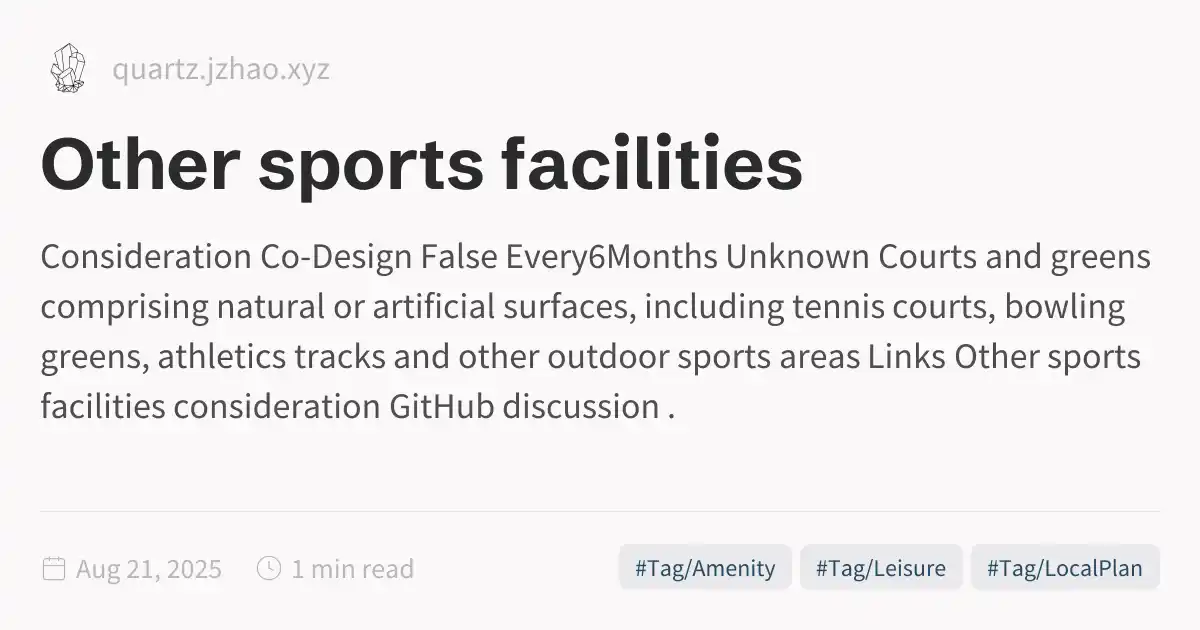 quartz.jzhao.xyz
Other sports facilities
Consideration Co-Design False Every6Months Unknown Courts and greens
comprising natural or artificial surfaces, including tennis courts, bowling
greens, athletics tracks and other outdoor sports areas Links Other sports
facilities consideration GitHub discussion .
Aug 21, 2025 1 min read #Tag/Amenity #Tag/Leisure #Tag/LocalPlan